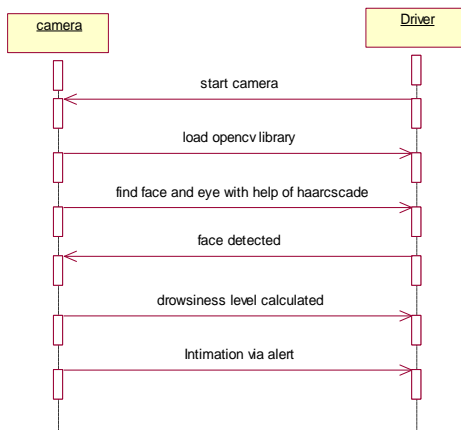 camera
Driver
start camera
load opencv library
find face and eye with help of haarcscade
face detected
drowsiness level calculated
Intimation via alert